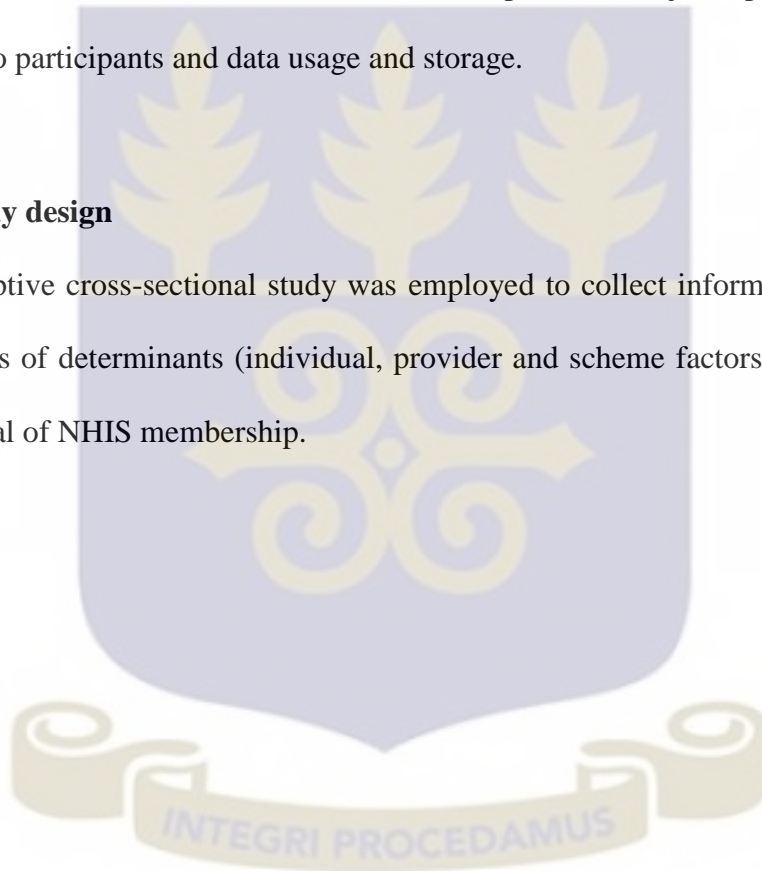 o participants and data usage and storage.
y design
ptive cross-sectional study was employed to collect inform
s of determinants (individual, provider and scheme factors
al of NHIS membership.
INTEGRI PROCEDAMUS